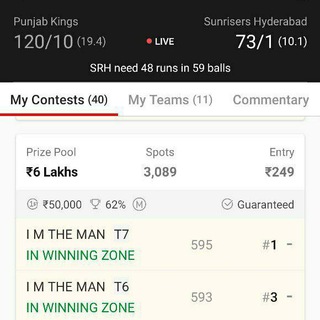 Punjab Kings Sunrisers Hyderabad
120/10 (19.4) LIVE 73/1 (10.1)
SRH need 48 runs in 59 balls
My Contests (40) My Teams (11) Commentary
Prize Pool Spots Entry
₹6 Lakhs 3,089 ₹249
₹50,000 62% M Guaranteed
I M THE MAN T7 595 #1 -
IN WINNING ZONE
I M THE MAN T6 593 #3 -
IN WINNING ZONE